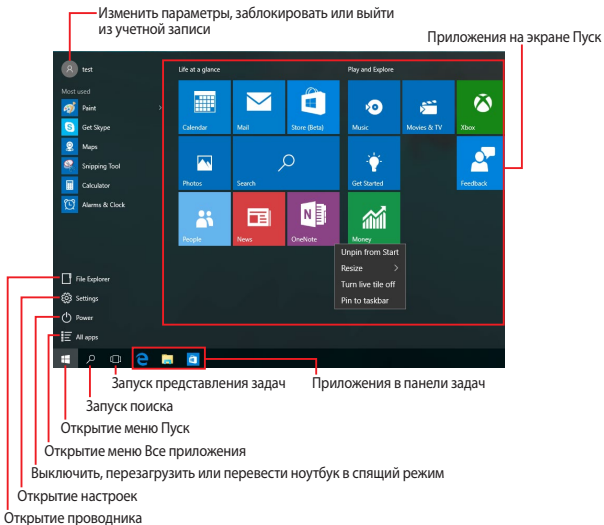 Изменить параметры, заблокировать или выйти
из учетной записи
Приложения на экране Пуск
test
Life at a glance
Play and Explore
Most used
Paint
Get Skype
Maps
Snipping Tool
Calculator
Alarms & Clock
Calendar
Mail
Store (Beta)
Music
Movies & TV
Xbox
Photos
Search
Get Started
Feedback
People
News
OneNote
Money
Unpin from Start
Resize
Turn live tile off
Pin to taskbar
File Explorer
Settings
Power
All apps
Запуск представления задач
Приложения в панели задач
Запуск поиска
Открытие меню Пуск
Открытие меню Все приложения
Выключить, перезагрузить или перевести ноутбук в спящий режим
Открытие настроек
Открытие проводника